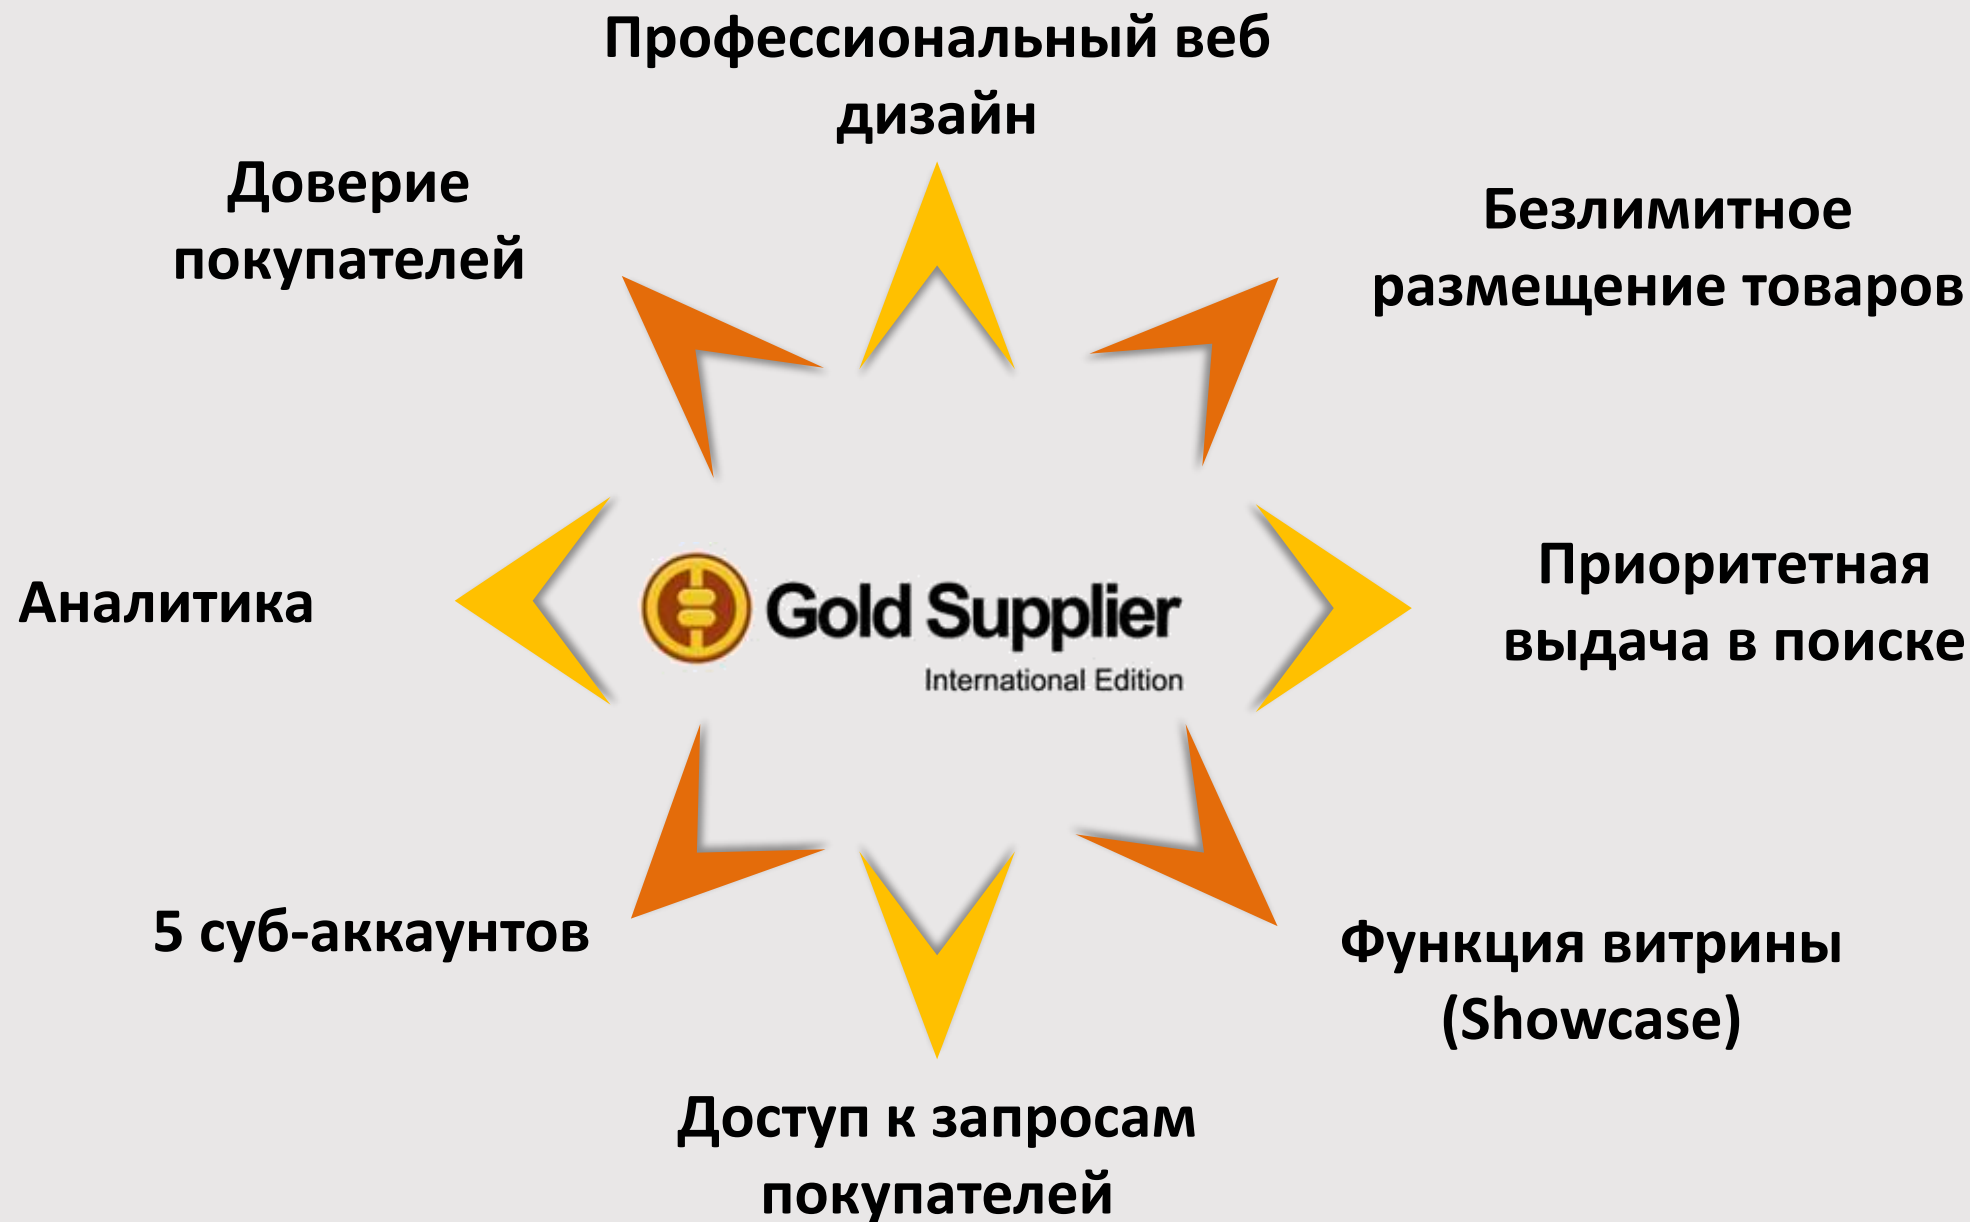 Профессиональный веб
дизайн
Доверие
покупателей
Безлимитное
размещение товаров
Аналитика
Gold Supplier
International Edition
Приоритетная
выдача в поиске
5 суб-аккаунтов
Функция витрины
(Showcase)
Доступ к запросам
покупателей